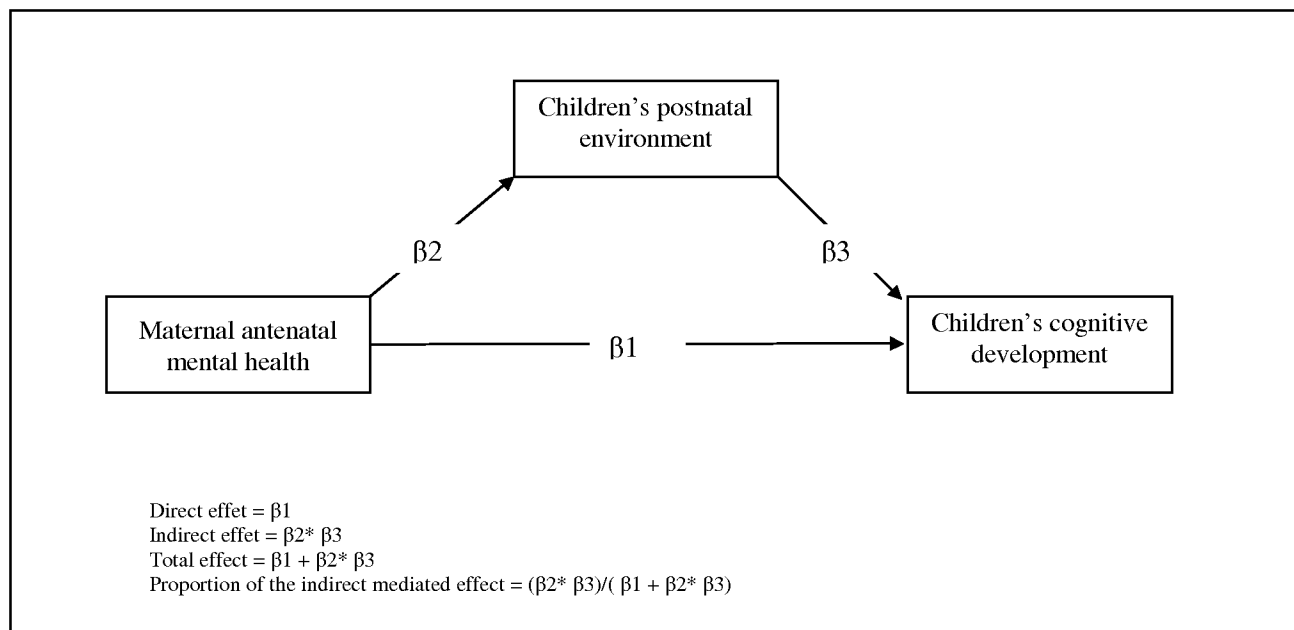 Children’s postnatal
environment
β2
β3
Maternal antenatal
mental health
β1
Children’s cognitive
development
Direct effet = β1
Indirect effet = β2* β3
Total effect = β1 + β2* β3
Proportion of the indirect mediated effect = (β2* β3)/( β1 + β2* β3)